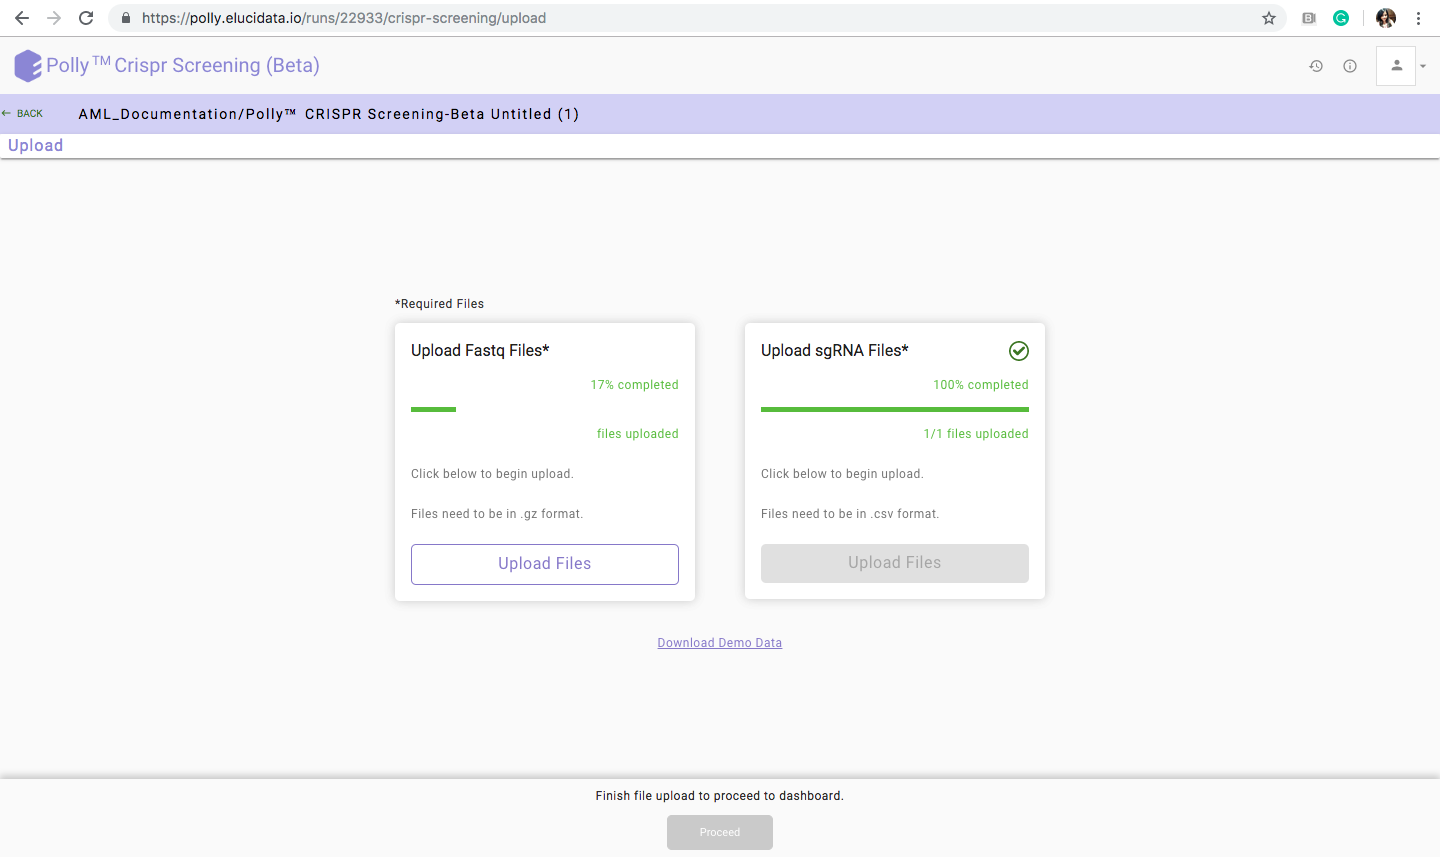 https://polly.elucidata.io/runs/22933/crispr-screening/upload
Polly™ Crispr Screening (Beta)
← BACK AML_Documentation/Polly™ CRISPR Screening-Beta Untitled (1)
Upload
*Required Files
Upload Fastq Files*
17% completed
files uploaded
Click below to begin upload.
Files need to be in .gz format.
Upload Files
Upload sgRNA Files*
100% completed
1/1 files uploaded
Click below to begin upload.
Files need to be in .csv format.
Upload Files
Download Demo Data
Finish file upload to proceed to dashboard.
Proceed